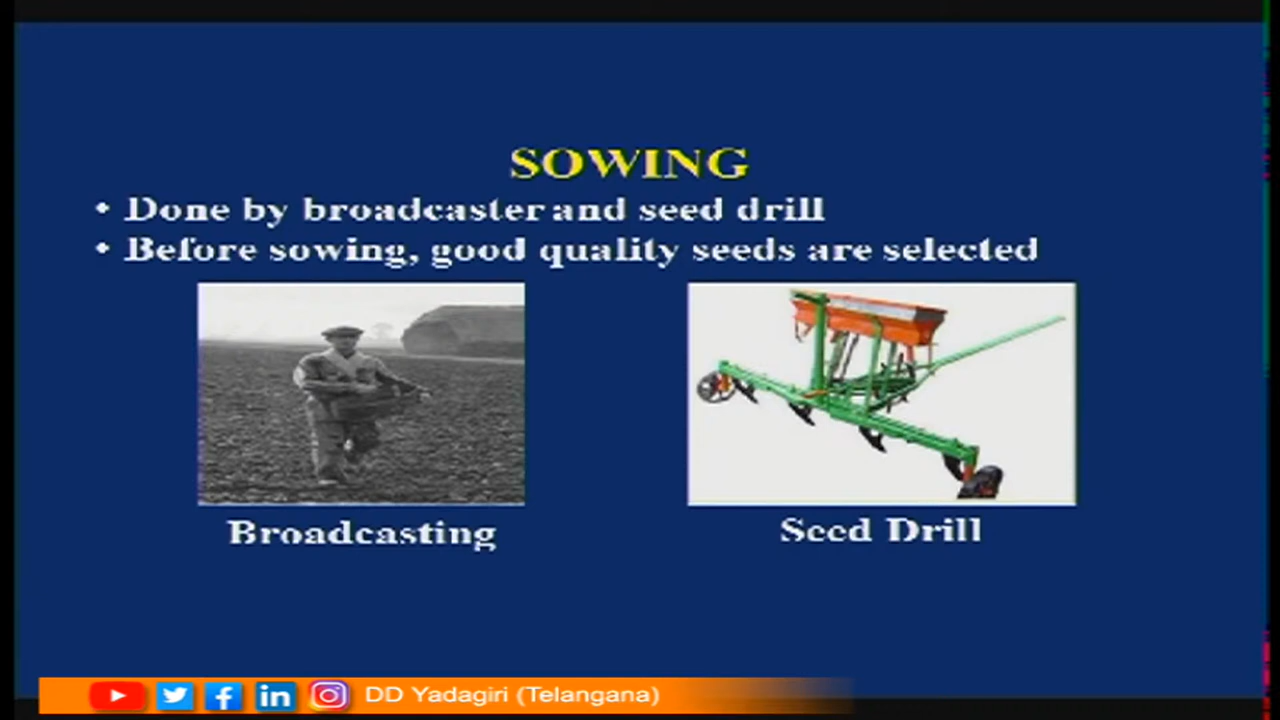 SOWING
• Done by broadcaster and seed drill
• Before sowing, good quality seeds are selected
Broadcasting
Seed Drill
DD Yadagiri (Telangana)